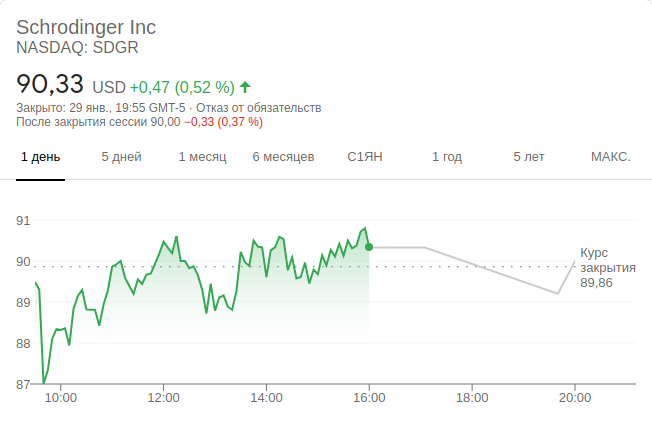 Schrodinger Inc
NASDAQ: SDGR
90,33 USD +0,47 (0,52 %)
Закрыто: 29 янв., 19:55 GMT-5 · Отказ от обязательств
После закрытия сессии 90,00 −0,33 (0,37 %)
1 день 5 дней 1 месяц 6 месяцев С1ЯН 1 год 5 лет МАКС.
91
90
89
88
87
Курс
закрытия
89,86
10:00 12:00 14:00 16:00 18:00 20:00